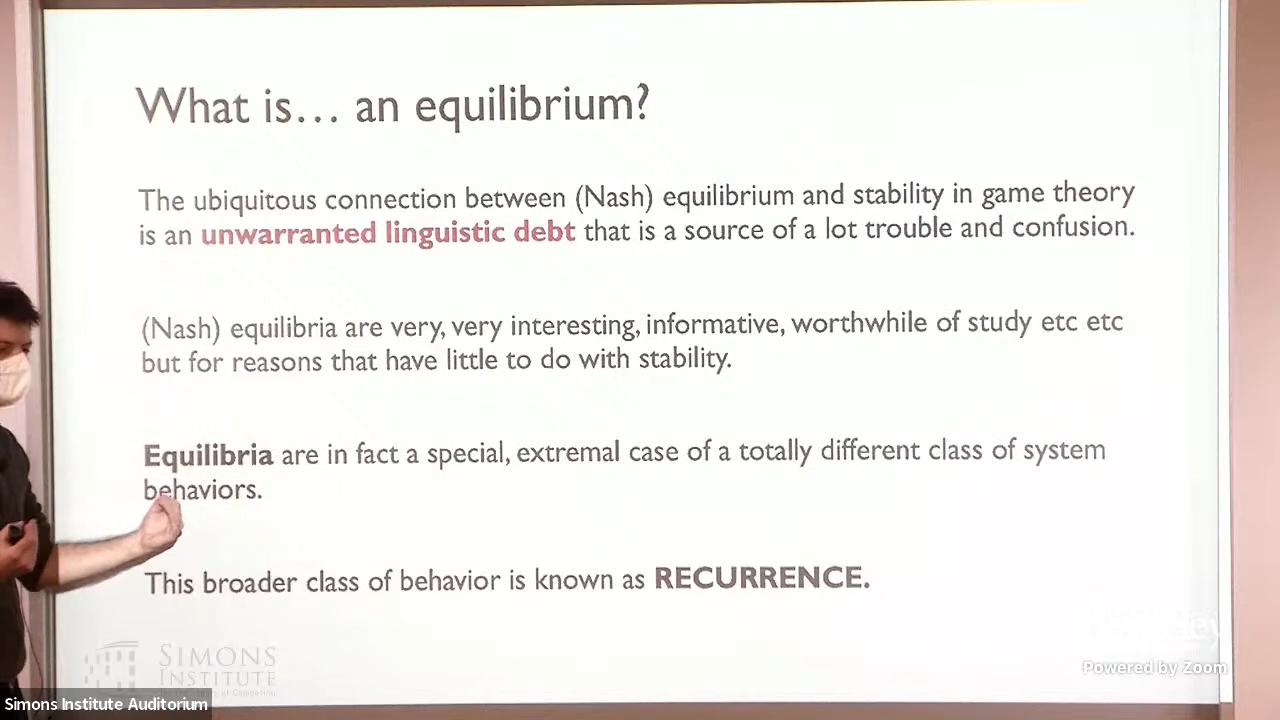 What is... an equilibrium?
The ubiquitous connection between (Nash) equilibrium and stability in game theory
is an unwarranted linguistic debt that is a source of a lot trouble and confusion.
(Nash) equilibria are very, very interesting, informative, worthwhile of study etc etc
but for reasons that have little to do with stability.
Equilibria are in fact a special, extremal case of a totally different class of system
behaviors.
This broader class of behavior is known as RECURRENCE.
SIMONS
INSTITUTE
Berkeley
Powered by Zoom
Simons Institute Auditorium